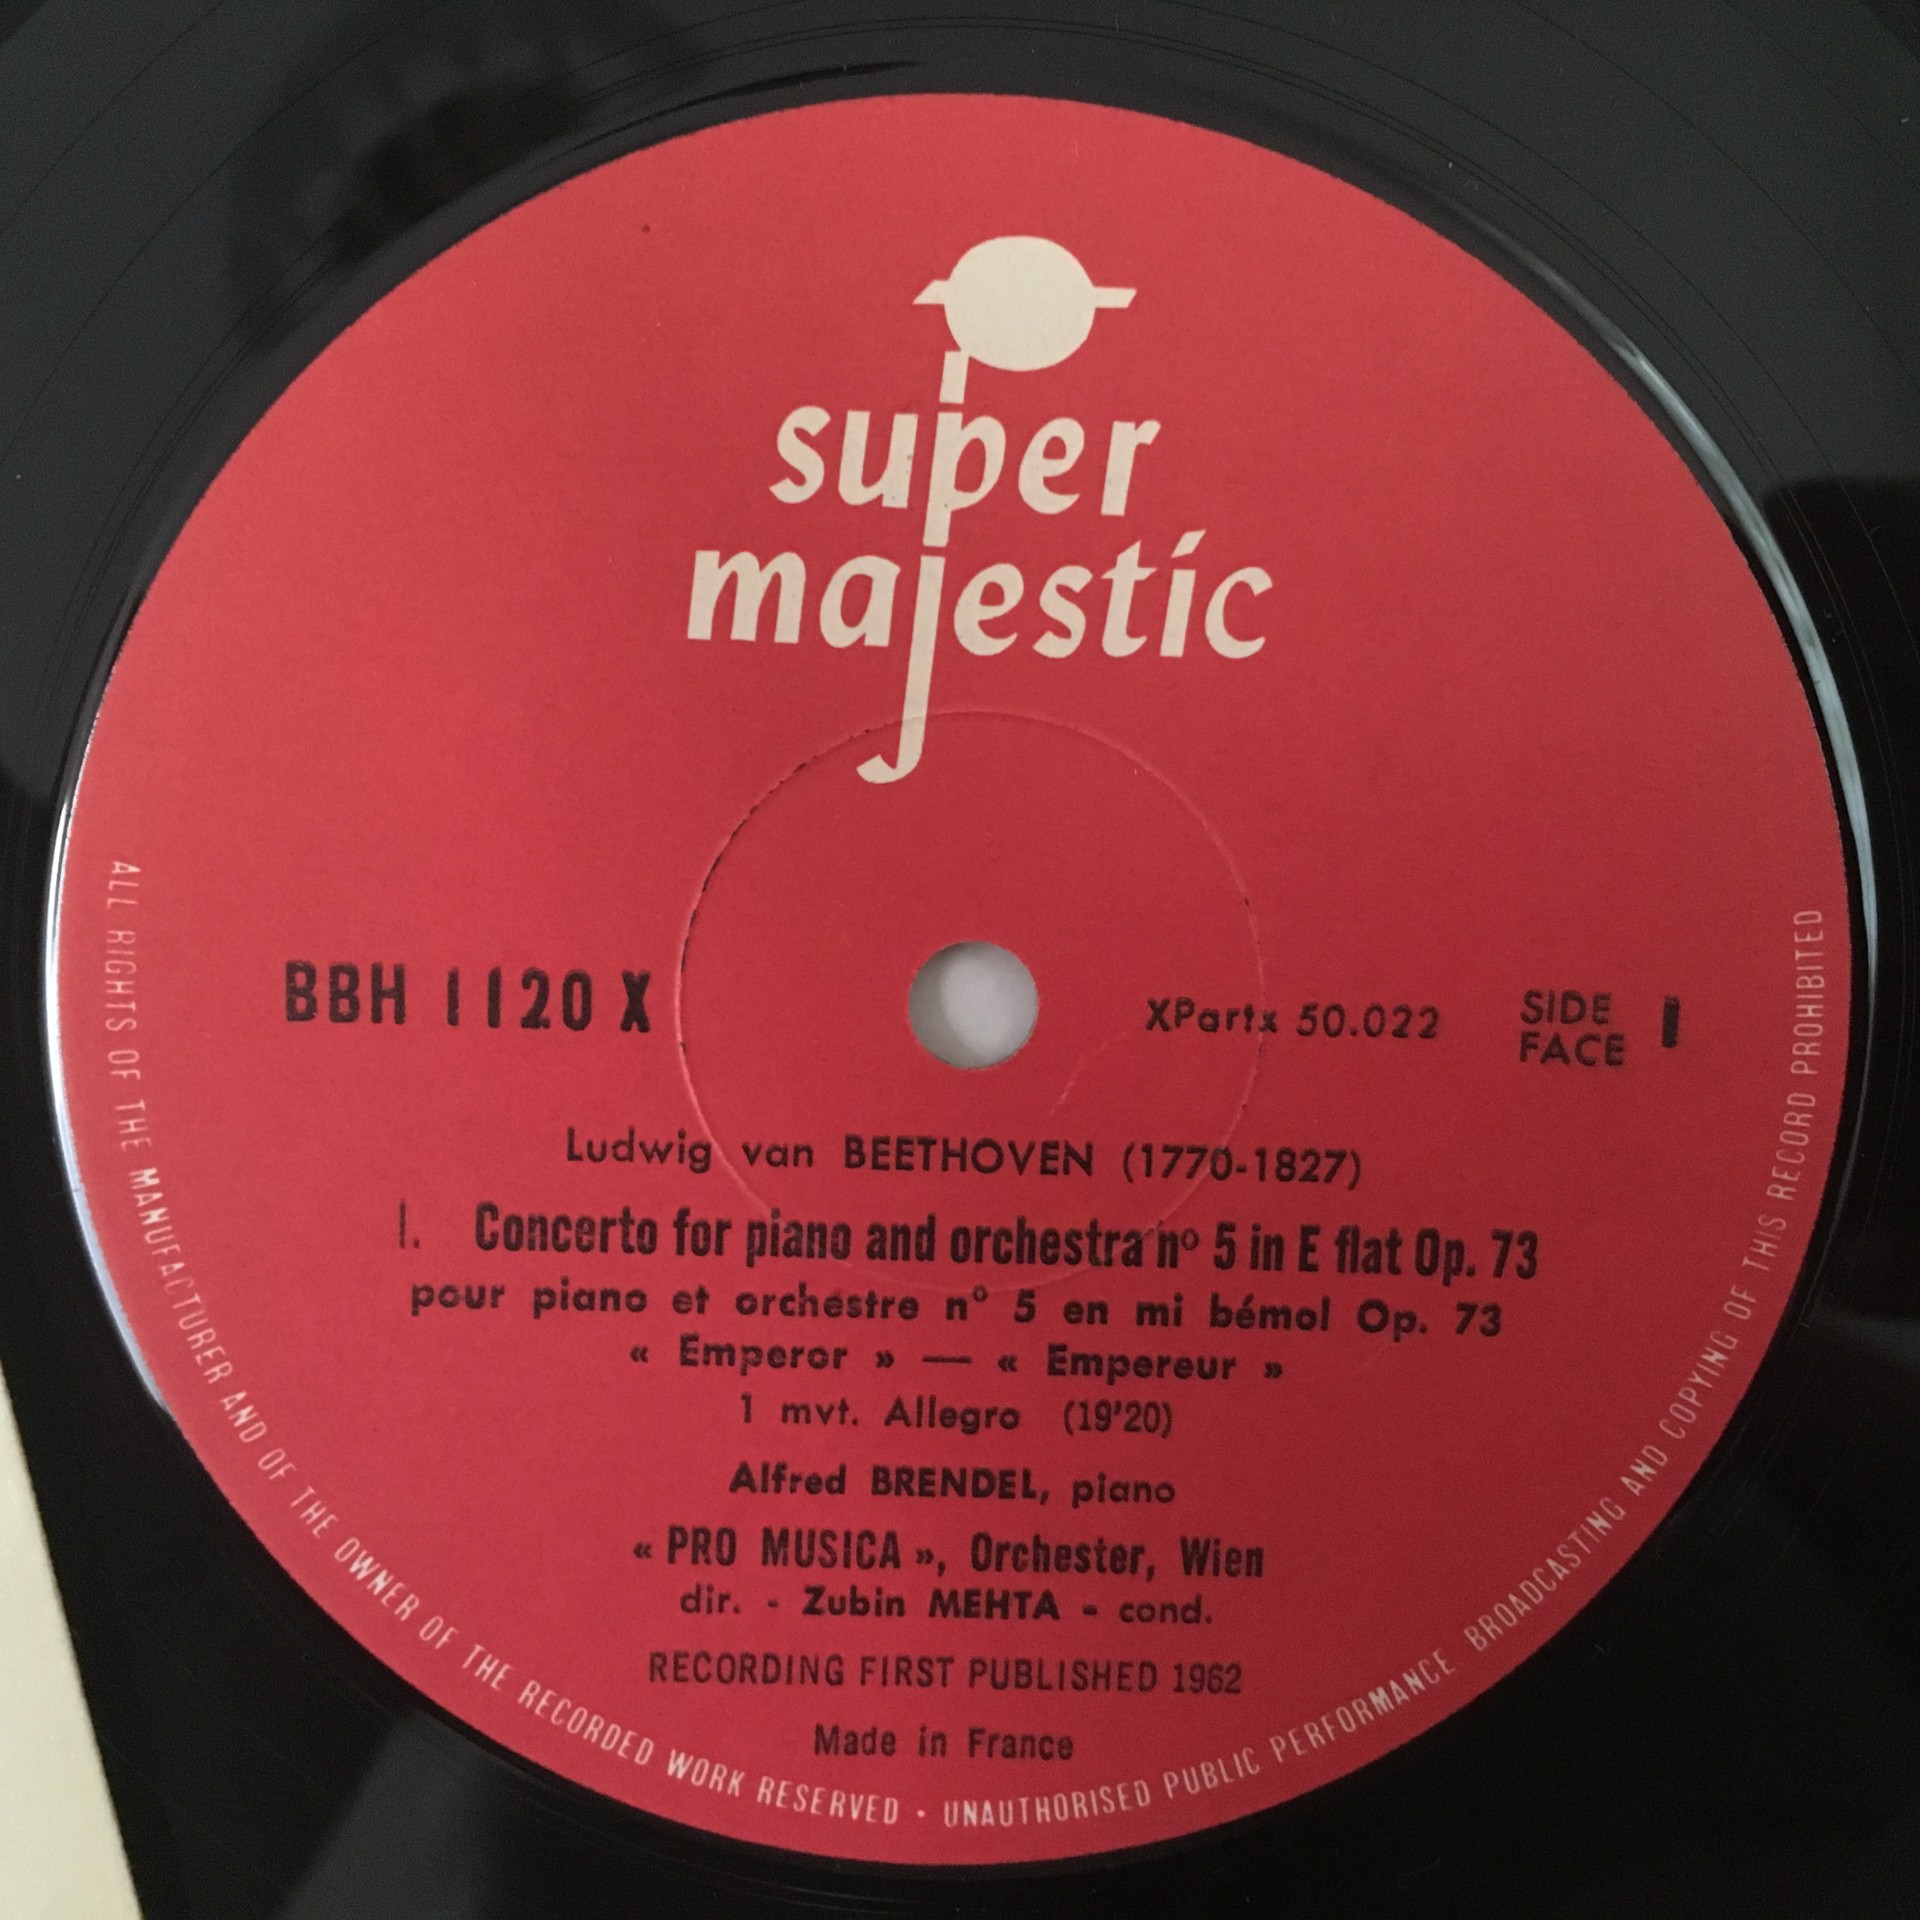 super
majestic
BBH 1120 X
XPartx 50.022
SIDE
FACE 1
Ludwig van BEETHOVEN (1770-1827)
I. Concerto for piano and orchestra nº 5 in E flat Op. 73
pour piano et orchestre nº 5 en mi bémol Op. 73
« Emperor » — « Empereur »
1 mvt. Allegro (19'20)
Alfred BRENDEL, piano
« PRO MUSICA », Orchester, Wien
dir. - Zubin MEHTA - cond.
RECORDING FIRST PUBLISHED 1962
Made in France
ALL RIGHTS OF THE MANUFACTURER AND OF THE OWNER OF THE RECORDED WORK RESERVED • UNAUTHORISED PUBLIC PERFORMANCE BROADCASTING AND COPYING OF THIS RECORD PROHIBITED